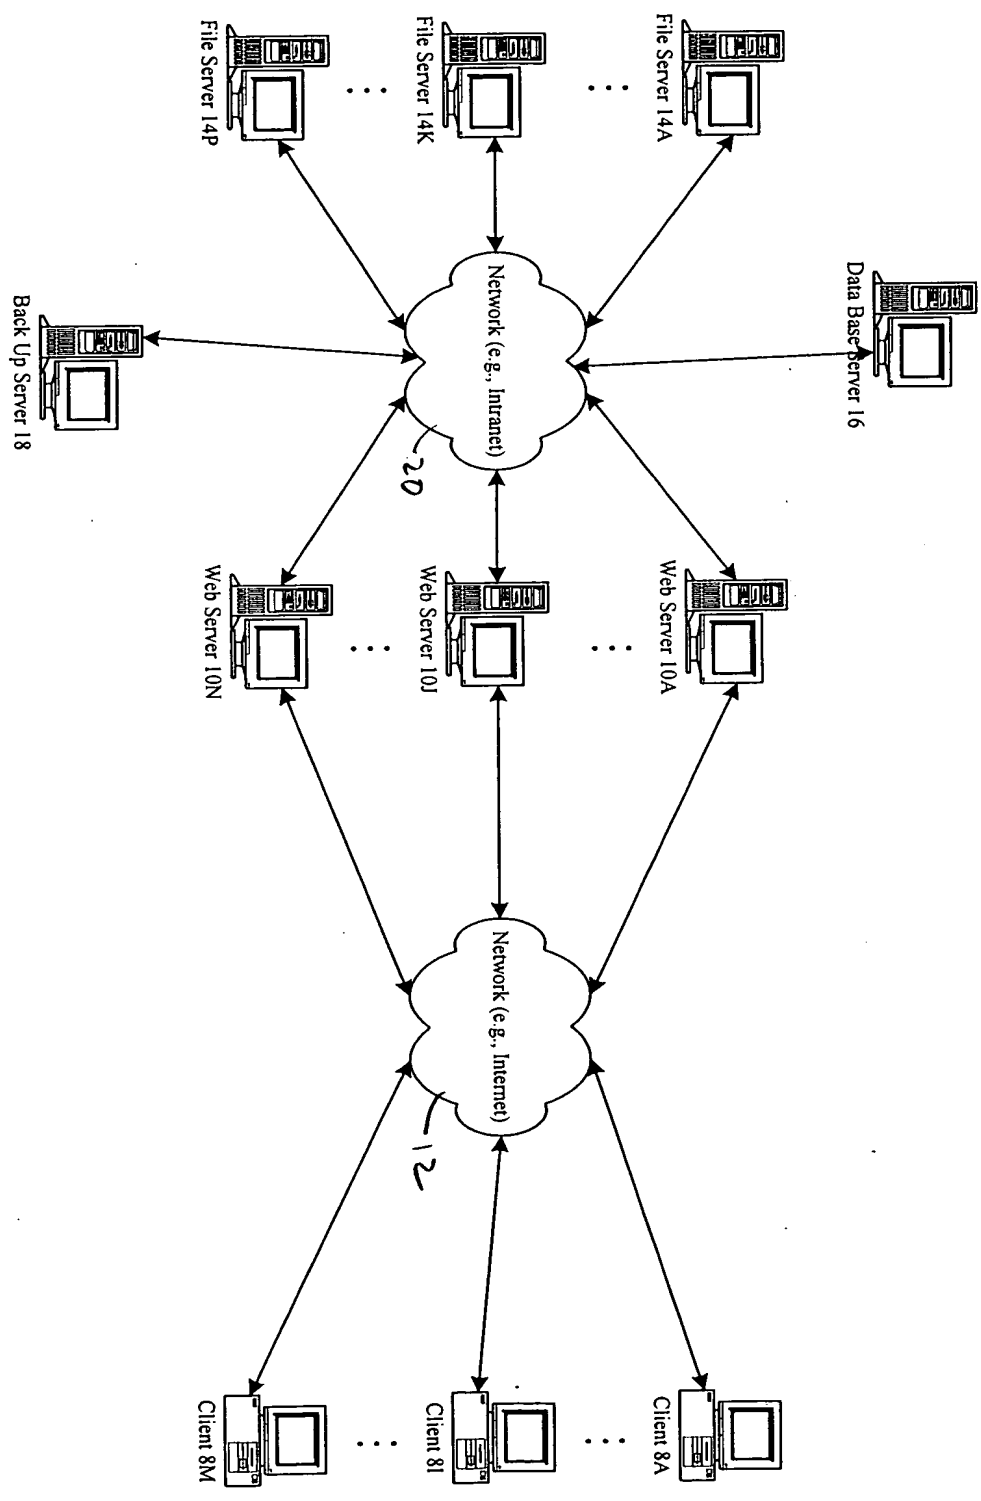 File Server 14A
File Server 14K
File Server 14P
Data Base Server 16
Network (e.g., Intranet)
20
Back Up Server 18
Web Server 10A
Web Server 10J
Web Server 10N
Network (e.g., Internet)
12
Client 8A
Client 8I
Client 8M